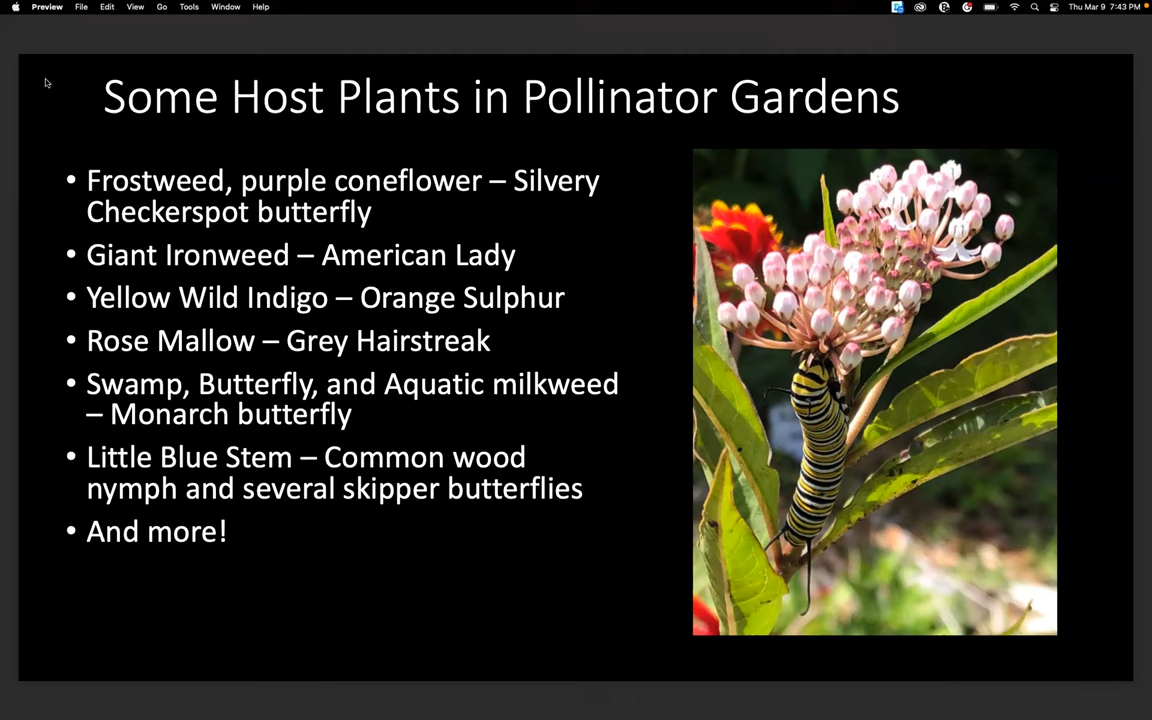 Preview File Edit View Go Tools Window Help Thu Mar 9 7:43 PM
Some Host Plants in Pollinator Gardens
• Frostweed, purple coneflower – Silvery
Checkerspot butterfly
• Giant Ironweed – American Lady
• Yellow Wild Indigo – Orange Sulphur
• Rose Mallow – Grey Hairstreak
• Swamp, Butterfly, and Aquatic milkweed
– Monarch butterfly
• Little Blue Stem – Common wood
nymph and several skipper butterflies
• And more!